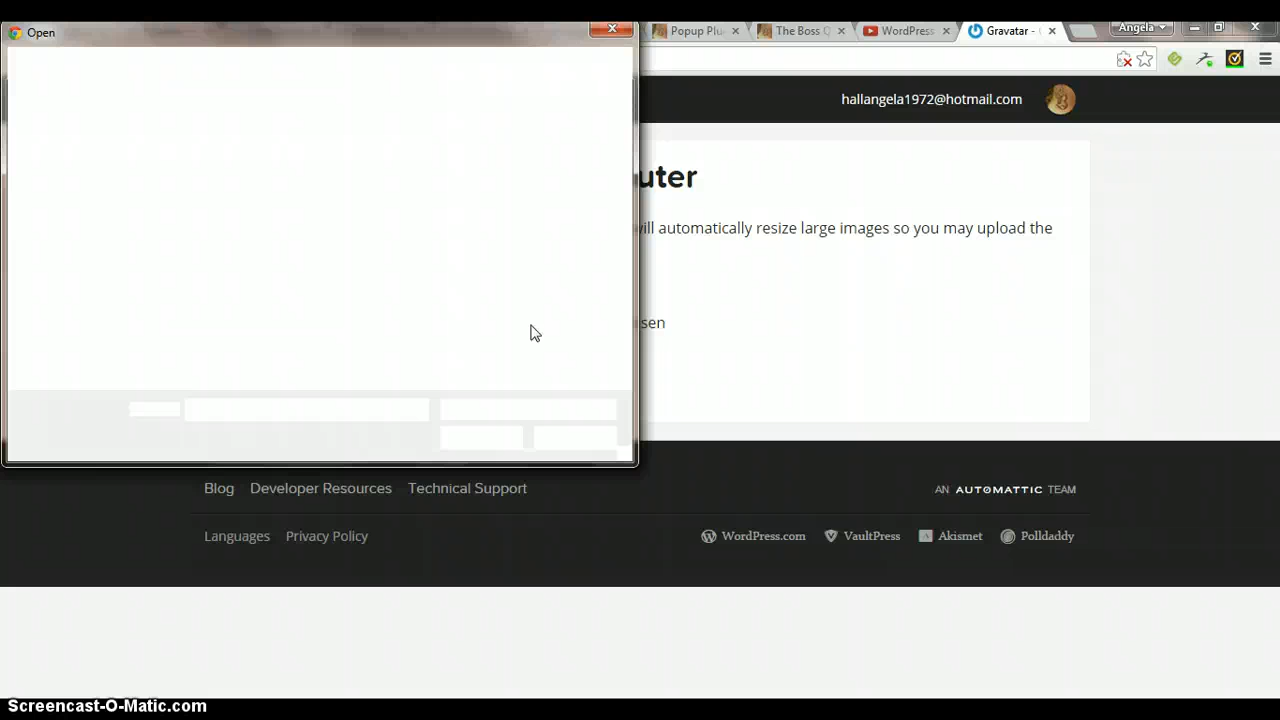 Open
Popup Plu
The Boss Q
WordPress
Gravatar -
Angela
hallangela1972@hotmail.com
uter
will automatically resize large images so you may upload the
sen
Blog Developer Resources Technical Support
AN AUTOMATTIC TEAM
Languages Privacy Policy
WordPress.com VaultPress Akismet Polldaddy
Screencast-O-Matic.com